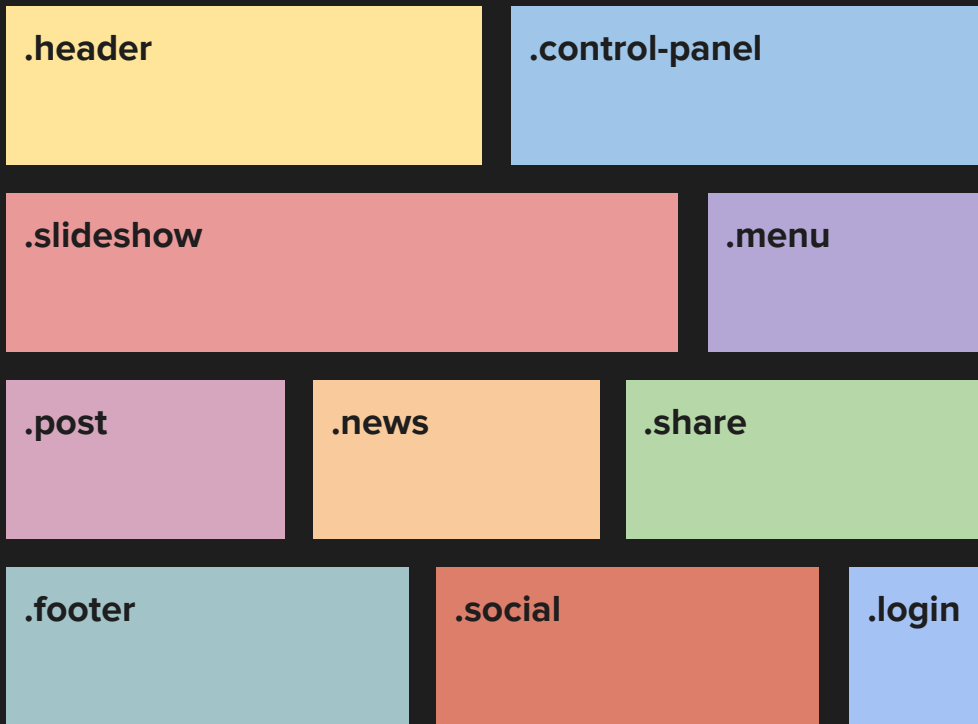 .header
.control-panel
.slideshow
.menu
.post
.news
.share
.footer
.social
.login